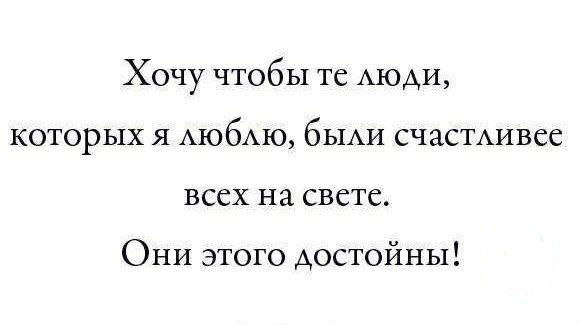 Хочу чтобы те люди,
которых я люблю, были счастливее
всех на свете.
Они этого достойны!